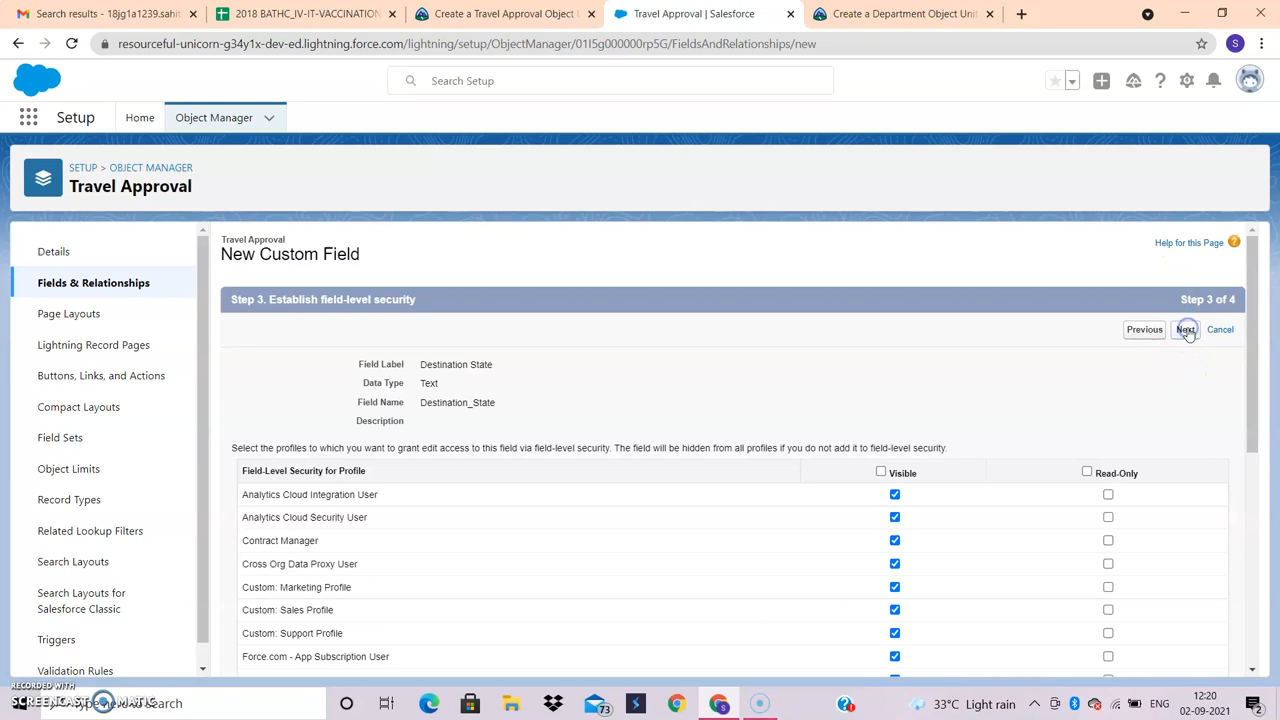 Search results - 18jg1a1239.sahit
2018 BATHC_IV-IT-VACCINATION
Create a Travel Approval Object
Travel Approval | Salesforce
Create a Department Object Unit
resourceful-unicorn-g34y1x-dev-ed.lightning.force.com/lightning/setup/ObjectManager/01I5g000000rp5G/FieldsAndRelationships/new
S
Search Setup
Setup
Home
Object Manager
SETUP > OBJECT MANAGER
Travel Approval
Details
Fields & Relationships
Page Layouts
Lightning Record Pages
Buttons, Links, and Actions
Compact Layouts
Field Sets
Object Limits
Record Types
Related Lookup Filters
Search Layouts
Search Layouts for
Salesforce Classic
Triggers
Validation Rules
Travel Approval
New Custom Field
Help for this Page
Step 3. Establish field-level security
Step 3 of 4
Previous
Next
Cancel
Field Label Destination State
Data Type Text
Field Name Destination_State
Description
Select the profiles to which you want to grant edit access to this field via field-level security. The field will be hidden from all profiles if you do not add it to field-level security.
Field-Level Security for Profile Visible Read-Only
Analytics Cloud Integration User
Analytics Cloud Security User
Contract Manager
Cross Org Data Proxy User
Custom: Marketing Profile
Custom: Sales Profile
Custom: Support Profile
Force.com - App Subscription User
RECORDED WITH
SCREENCAST MATIC
here to search
73
33°C Light rain
ENG
12:20
02-09-2021
2